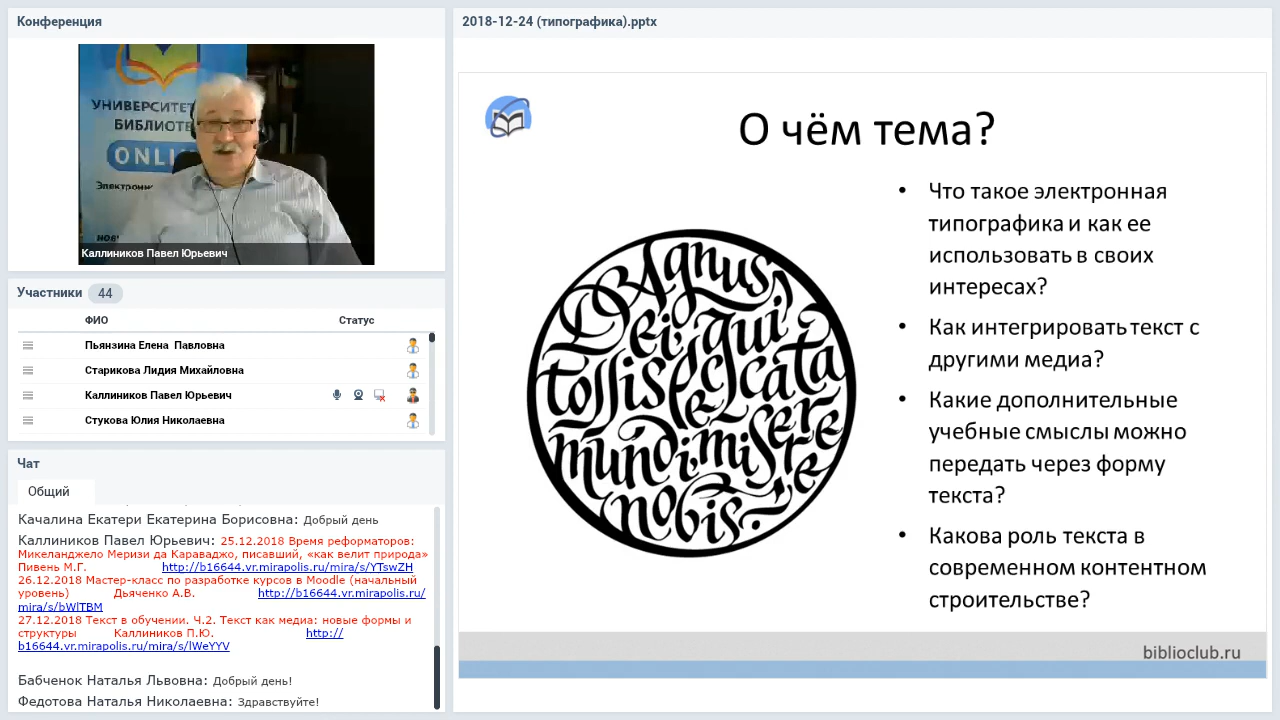 Конференция
УНИВЕРСИТЕТ
БИБЛИОТЕ
ONLI
Электронн
нов
Каллиников Павел Юрьевич
Участники 44
ФИО Статус
Пьянзина Елена Павловна
Старикова Лидия Михайловна
Каллиников Павел Юрьевич
Стукова Юлия Николаевна
Чат
Общий
Качалина Екатери Екатерина Борисовна: Добрый день
Каллиников Павел Юрьевич: 25.12.2018 Время реформаторов:
Микеланджело Меризи да Караваджо, писавший, «как велит природа»
Пивень М.Г. http://b16644.vr.mirapolis.ru/mira/s/YTswZH
26.12.2018 Мастер-класс по разработке курсов в Moodle (начальный
уровень) Дьяченко А.В. http://b16644.vr.mirapolis.ru/
mira/s/bWlTBM
27.12.2018 Текст в обучении. Ч.2. Текст как медиа: новые формы и
структуры Каллиников П.Ю. http://
b16644.vr.mirapolis.ru/mira/s/lWeYYV
Бабченок Наталья Львовна: Добрый день!
Федотова Наталья Николаевна: Здравствуйте!
2018-12-24 (типографика).pptx
О чём тема?
Agnus
Dei qui
tollis peccata
mundi, misere
re
nobis.
• Что такое электронная
типографика и как ее
использовать в своих
интересах?
• Как интегрировать текст с
другими медиа?
• Какие дополнительные
учебные смыслы можно
передать через форму
текста?
• Какова роль текста в
современном контентном
строительстве?
biblioclub.ru